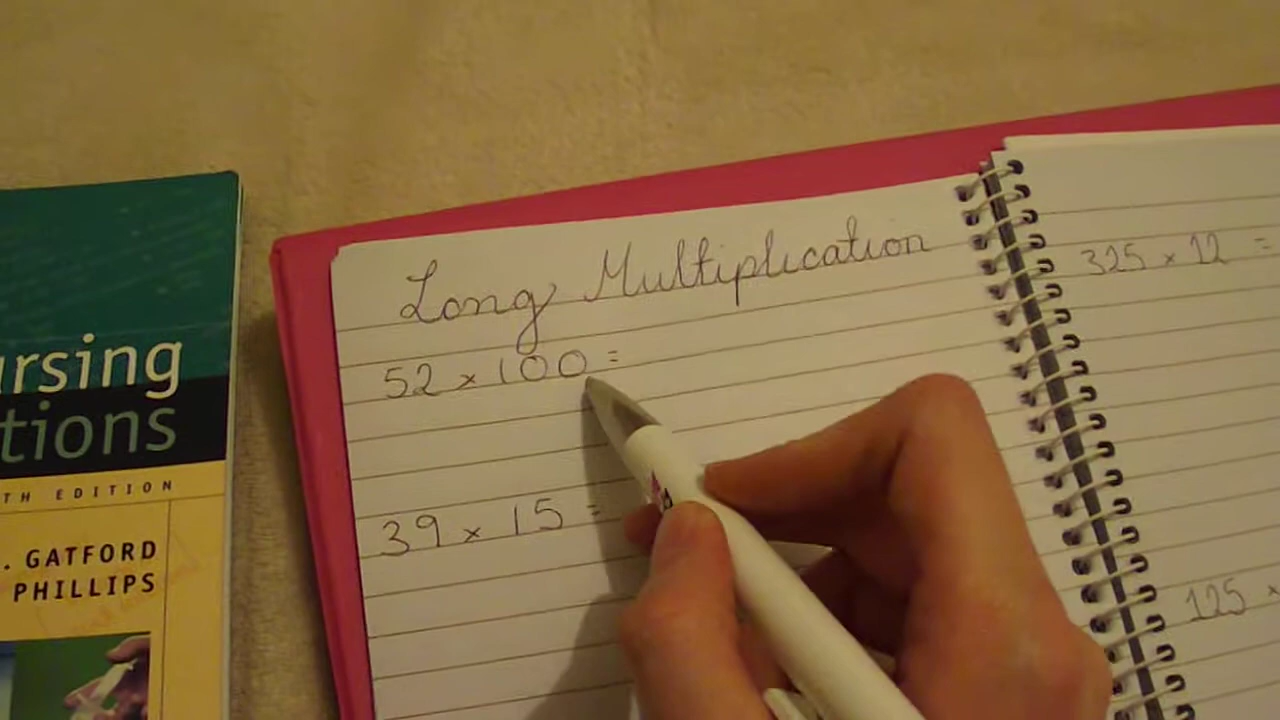 ursing
tions
TH EDITION
. GATFORD
PHILLIPS
Long Multiplication
52 x 100 =
39 x 15 =
325 x 12 =
125 x